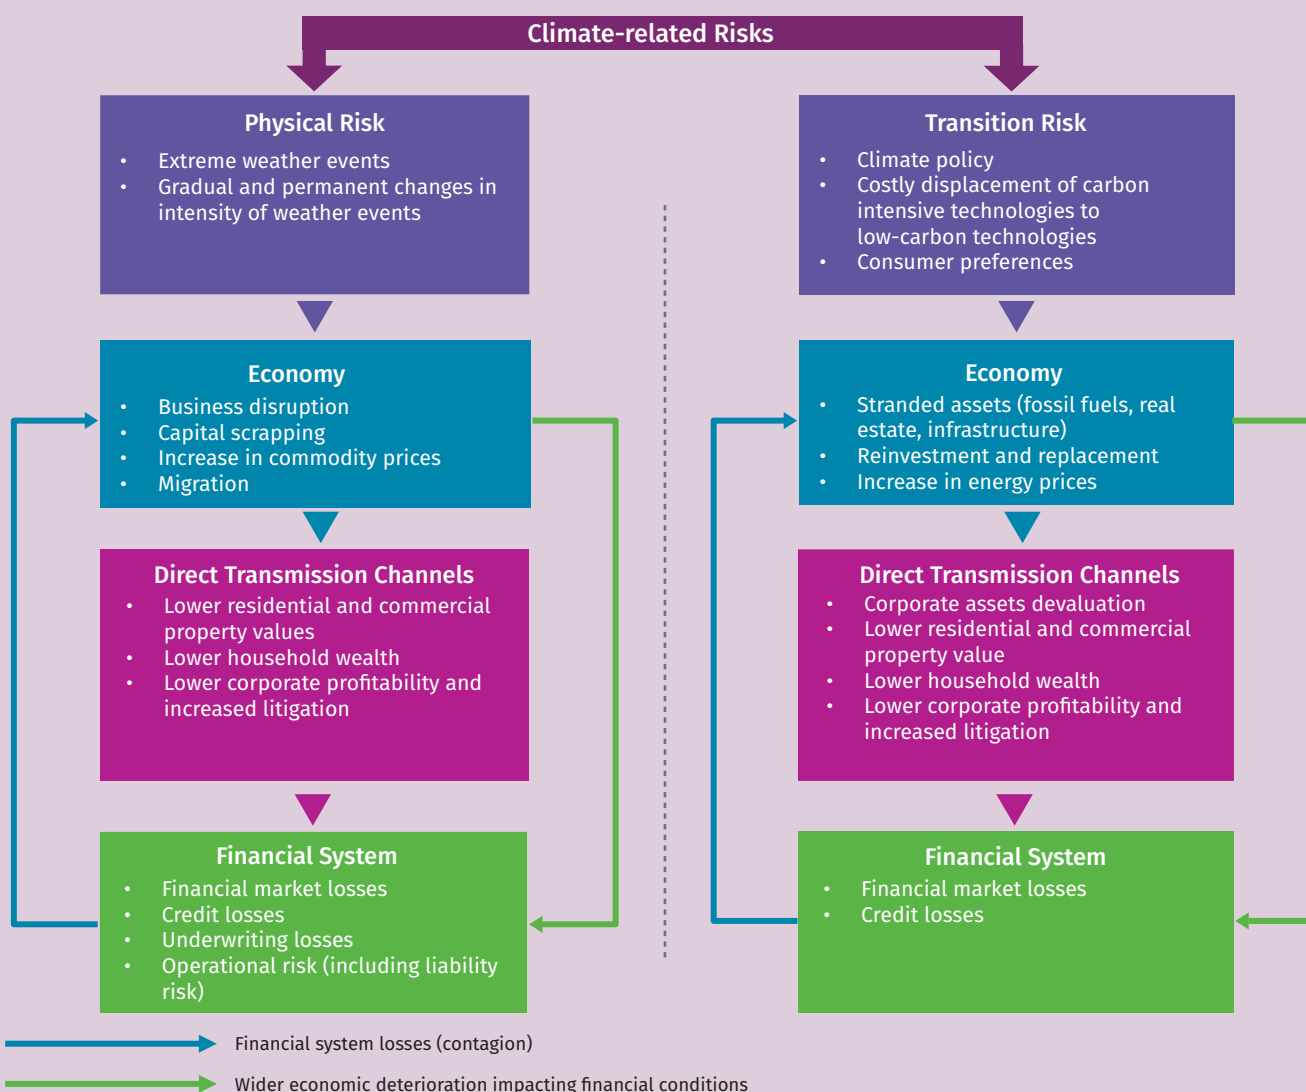 Climate-related Risks
Physical Risk
• Extreme weather events
• Gradual and permanent changes in
intensity of weather events
Economy
• Business disruption
• Capital scrapping
• Increase in commodity prices
• Migration
Direct Transmission Channels
• Lower residential and commercial
property values
• Lower household wealth
• Lower corporate profitability and
increased litigation
Financial System
• Financial market losses
• Credit losses
• Underwriting losses
• Operational risk (including liability
risk)
Transition Risk
• Climate policy
• Costly displacement of carbon
intensive technologies to
low-carbon technologies
• Consumer preferences
Economy
• Stranded assets (fossil fuels, real
estate, infrastructure)
• Reinvestment and replacement
• Increase in energy prices
Direct Transmission Channels
• Corporate assets devaluation
• Lower residential and commercial
property value
• Lower household wealth
• Lower corporate profitability and
increased litigation
Financial System
• Financial market losses
• Credit losses
Financial system losses (contagion)
Wider economic deterioration impacting financial conditions